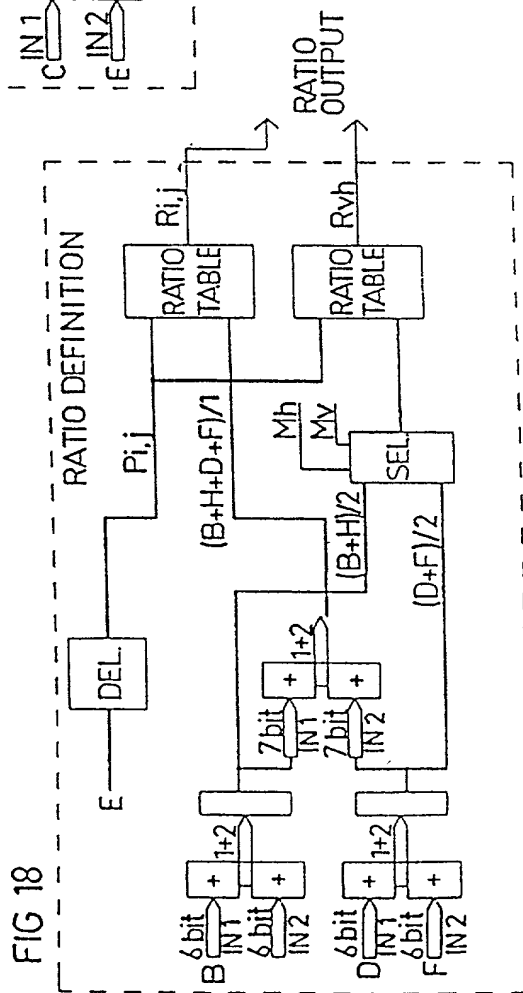 IN 1
C
IN 2
E
FIG 18
RATIO DEFINITION
E
DEL.
Pi,j
RATIO
TABLE
Ri,j
RATIO
OUTPUT
(B+H+D+F)/1
RATIO
TABLE
Rvh
Mh
Mv
SEL.
(B+H)/2
(D+F)/2
B
6bit
IN1
+
1+2
6bit
IN2
+
7bit
IN1
+
1+2
7bit
IN2
+
D
6bit
IN1
+
1+2
F
6bit
IN2
+